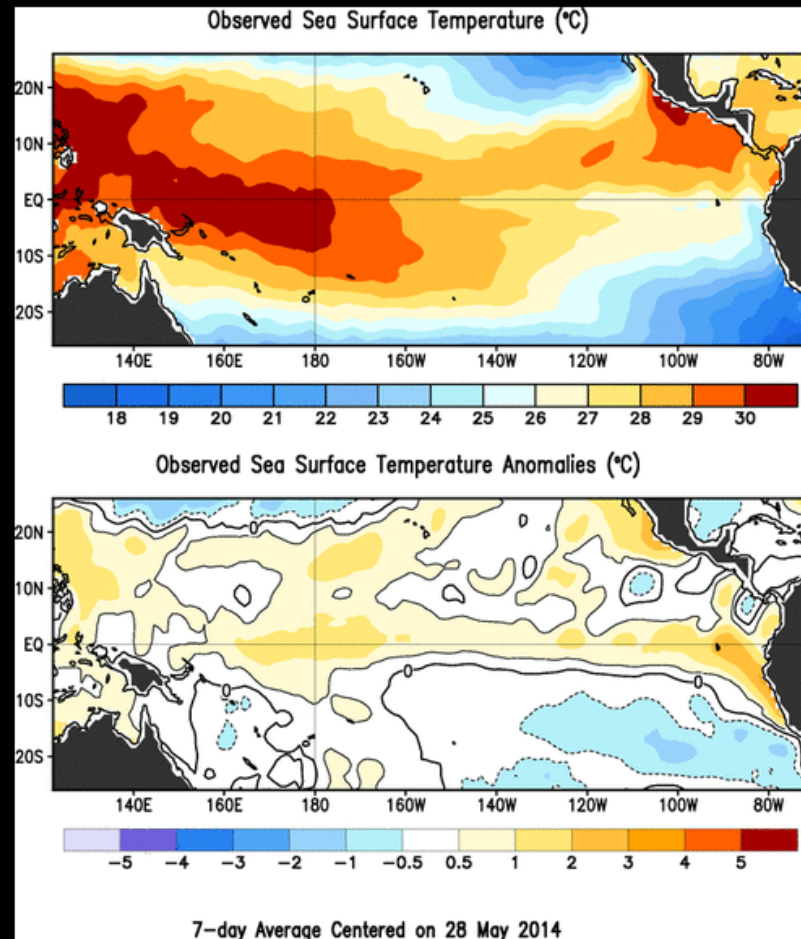 Observed Sea Surface Temperature (°C)
20N
10N
EQ
10S
20S
140E 160E 180 160W 140W 120W 100W 80W
18 19 20 21 22 23 24 25 26 27 28 29 30
Observed Sea Surface Temperature Anomalies (°C)
20N
0
10N
EQ
0
0
0
10S
20S
140E 160E 180 160W 140W 120W 100W 80W
-5 -4 -3 -2 -1 -0.5 0.5 1 2 3 4 5
7-day Average Centered on 28 May 2014